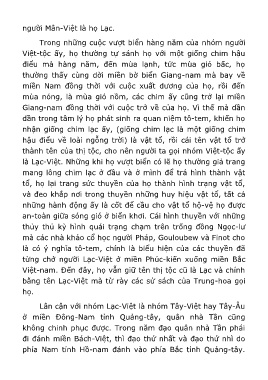 người Mân-Việt là họ Lạc.
Trong những cuộc vượt biển hàng năm của nhóm người
Việt-tộc ấy, họ thường tự sánh họ với một giống chim hậu
điểu mà hàng năm, đến mùa lạnh, tức mùa gió bấc, họ
thường thấy cùng dời miền bờ biển Giang-nam mà bay về
miền Nam đồng thời với cuộc xuất dương của họ, rồi đến
mùa nóng, là mùa gió nồm, các chim ấy cũng trở lại miền
Giang-nam đồng thời với cuộc trở về của họ. Vì thế mà dần
dần trong tâm lý họ phát sinh ra quan niệm tô-tem, khiến họ
nhận giống chim lạc ấy, (giống chim lạc là một giống chim
hậu điểu về loài ngỗng trời) là vật tổ, rồi cái tên vật tổ trở
thành tên của thị tộc, cho nên người ta gọi nhóm Việt-tộc ấy
là Lạc-Việt. Những khi họ vượt biển có lẽ họ thường giả trang
mang lông chim lạc ở đầu và ở mình để trá hình thành vật
tổ, họ lại trang sức thuyền của họ thành hình trạng vật tổ,
và đeo khắp nơi trong thuyền những huy hiệu vật tổ, tất cả
những hành động ấy là cốt để cầu cho vật tổ hộ-vệ họ được
an-toàn giữa sóng gió ở biển khơi. Cái hình thuyền với những
thủy thủ kỳ hình quái trạng chạm trên trống đồng Ngọc-lư
mà các nhà khảo cổ học người Pháp, Gouloubew và Finot cho
là có ý nghĩa tô-tem, chính là biểu hiện của các thuyền đã
từng chở người Lạc-Việt ở miền Phúc-kiến xuống miền Bắc
Việt-nam. Đến đây, họ vẫn giữ tên thị tộc cũ là Lạc và chính
bằng tên Lạc-Việt mà từ rày các sử sách của Trung-hoa gọi
họ.
Lân cận với nhóm Lạc-Việt là nhóm Tây-Việt hay Tây-Âu
ở miền Đông-Nam tỉnh Quảng-tây, quân nhà Tần cũng
không chinh phục được. Trong năm đạo quân nhà Tần phái
đi đánh miền Bách-Việt, thì đạo thứ nhất và đạo thứ nhì do
phía Nam tỉnh Hồ-nam đánh vào phía Bắc tỉnh Quảng-tây.